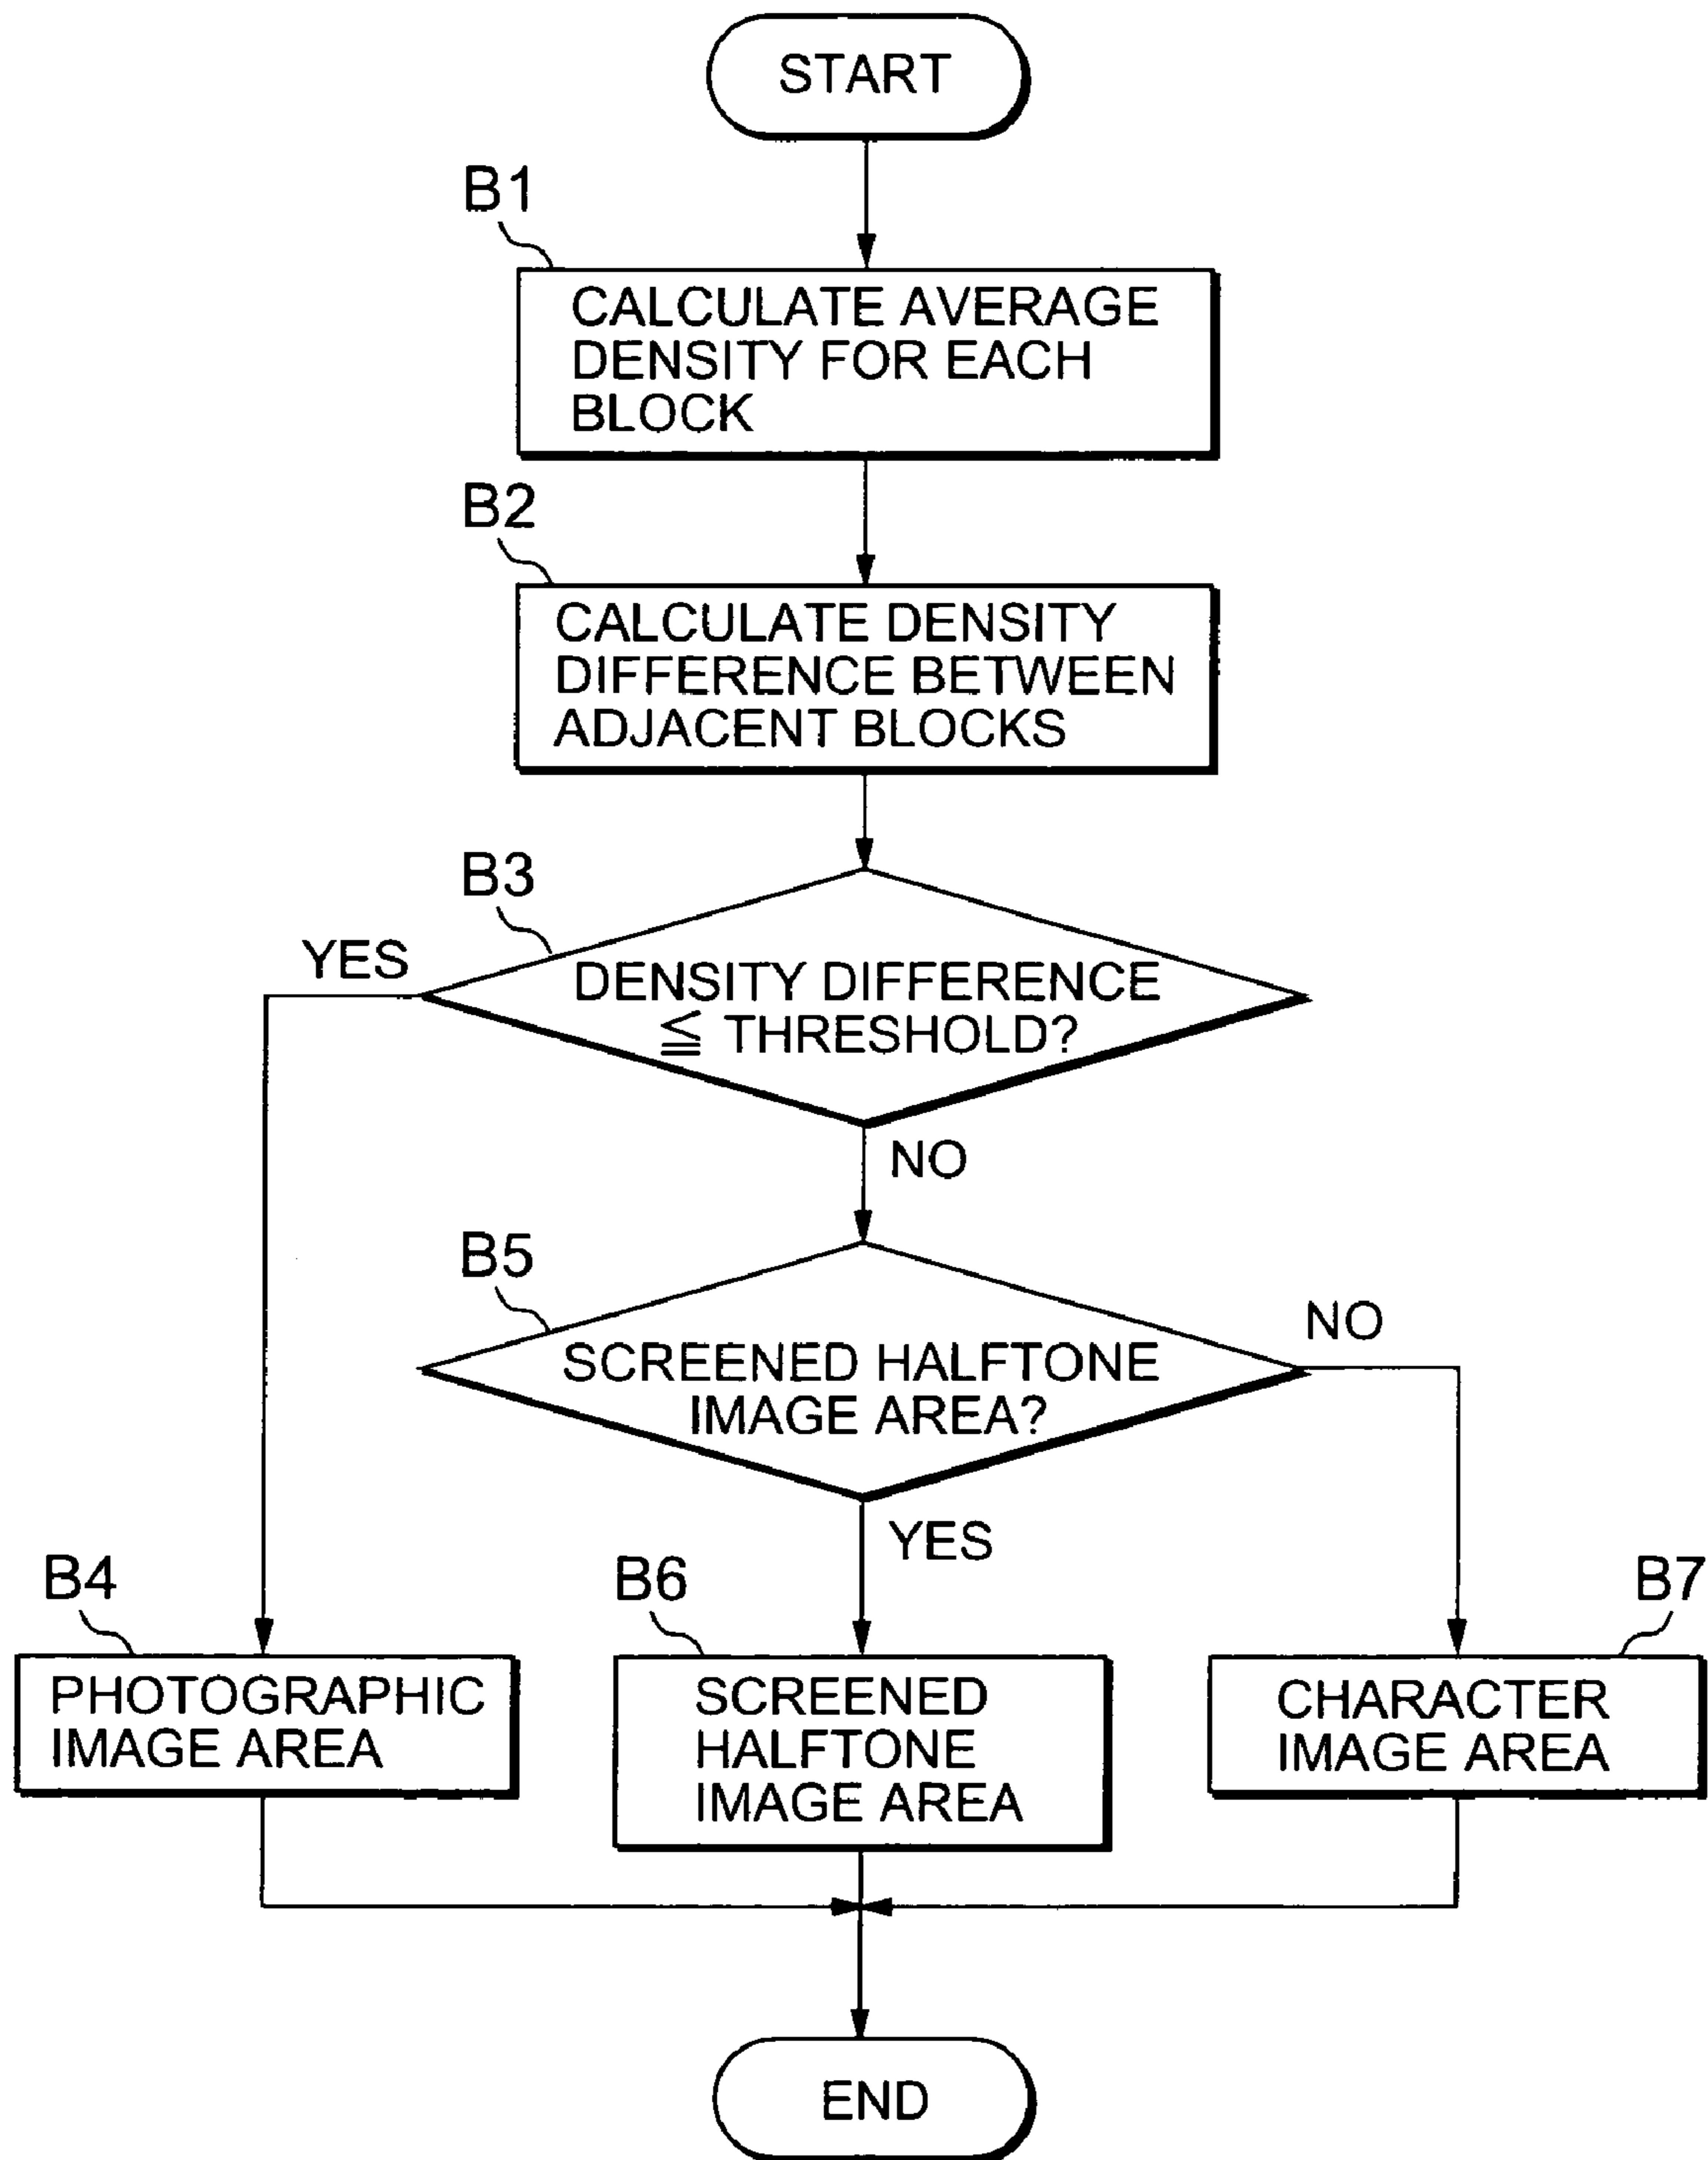 START
B1
CALCULATE AVERAGE
DENSITY FOR EACH
BLOCK
B2
CALCULATE DENSITY
DIFFERENCE BETWEEN
ADJACENT BLOCKS
B3
YES
DENSITY DIFFERENCE
≦ THRESHOLD?
NO
B5
NO
SCREENED HALFTONE
IMAGE AREA?
YES
B4
B6
B7
PHOTOGRAPHIC
IMAGE AREA
SCREENED
HALFTONE
IMAGE AREA
CHARACTER
IMAGE AREA
END